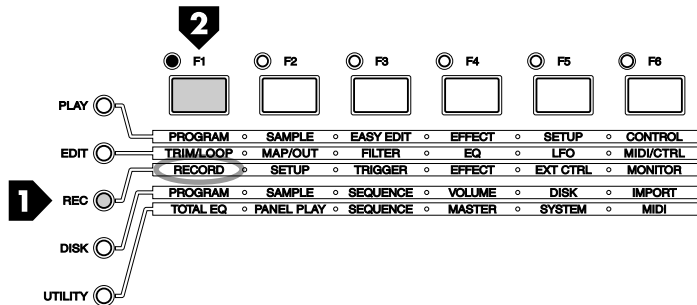 2
F1 F2 F3 F4 F5 F6
PLAY
PROGRAM SAMPLE EASY EDIT EFFECT SETUP CONTROL
EDIT
TRIM/LOOP MAP/OUT FILTER EQ LFO MIDI/CTRL
RECORD SETUP TRIGGER EFFECT EXT CTRL MONITOR
1 REC
PROGRAM SAMPLE SEQUENCE VOLUME DISK IMPORT
TOTAL EQ PANEL PLAY SEQUENCE MASTER SYSTEM MIDI
DISK
UTILITY